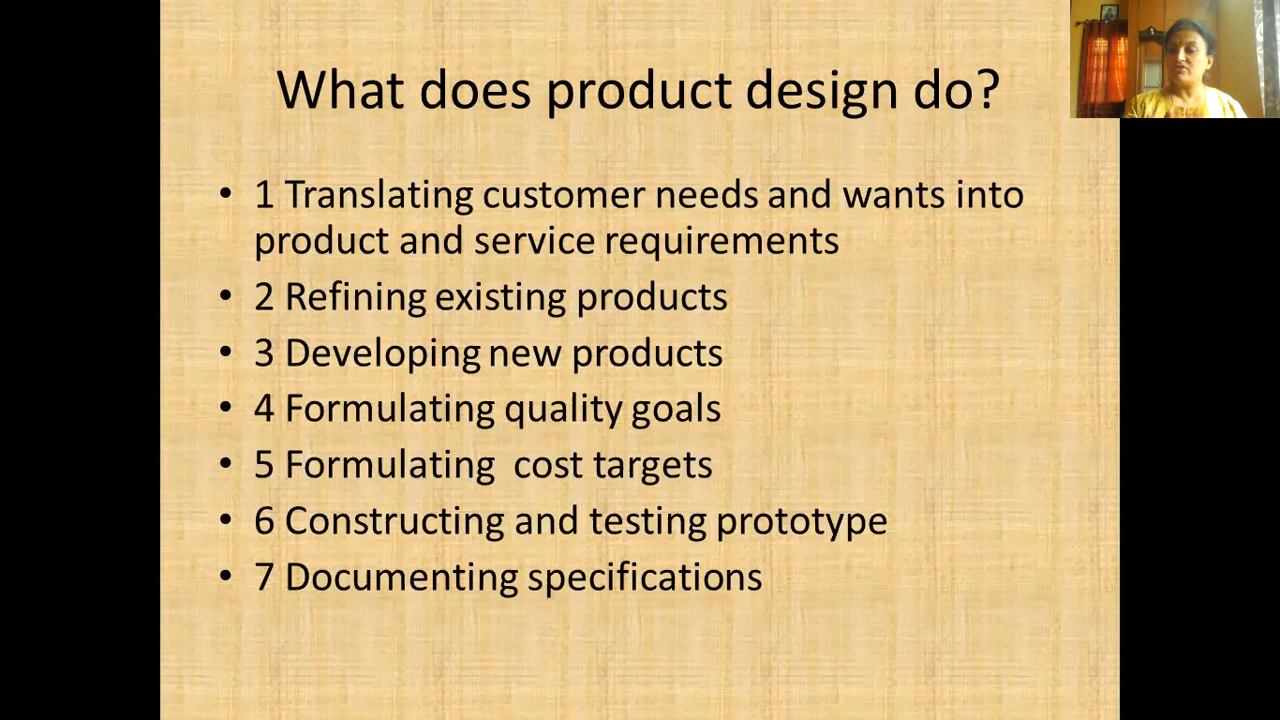 What does product design do?
• 1 Translating customer needs and wants into
product and service requirements
• 2 Refining existing products
• 3 Developing new products
• 4 Formulating quality goals
• 5 Formulating  cost targets
• 6 Constructing and testing prototype
• 7 Documenting specifications